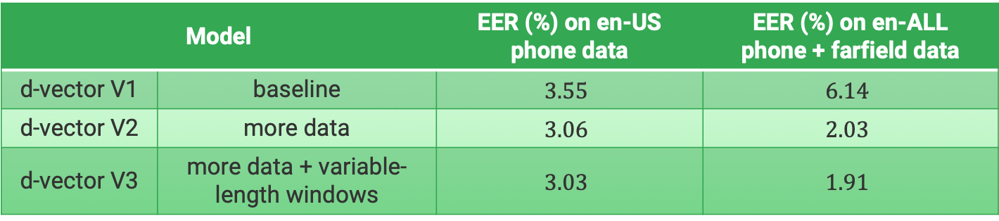 Model
EER (%) on en-US
phone data
EER (%) on en-ALL
phone + farfield data
d-vector V1
baseline
3.55
6.14
d-vector V2
more data
3.06
2.03
d-vector V3
more data + variable-
length windows
3.03
1.91